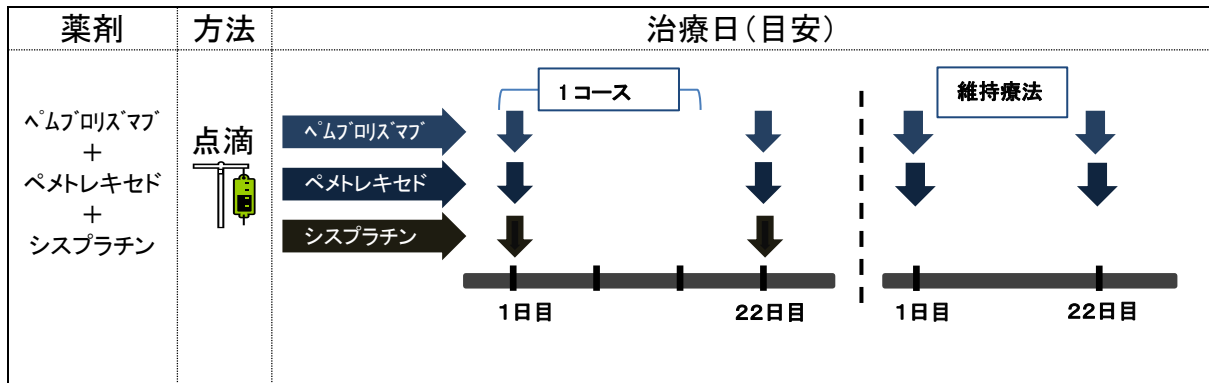 薬剤
方法
治療日（目安）
ﾍﾟﾑﾌﾞﾛﾘｽﾞﾏﾌﾞ
＋
ペメトレキセド
＋
シスプラチン
点滴
1コース
維持療法
ﾍﾟﾑﾌﾞﾛﾘｽﾞﾏﾌﾞ
ペメトレキセド
シスプラチン
1日目
22日目
1日目
22日目